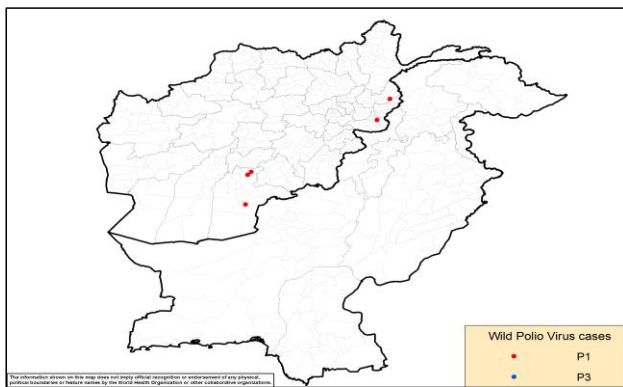 Wild Polio Virus cases
P1
P3
The information shown on this map does not imply official recognition or endorsement of any physical,
political boundaries or feature names by the World Health Organization or other collaborative organizations.